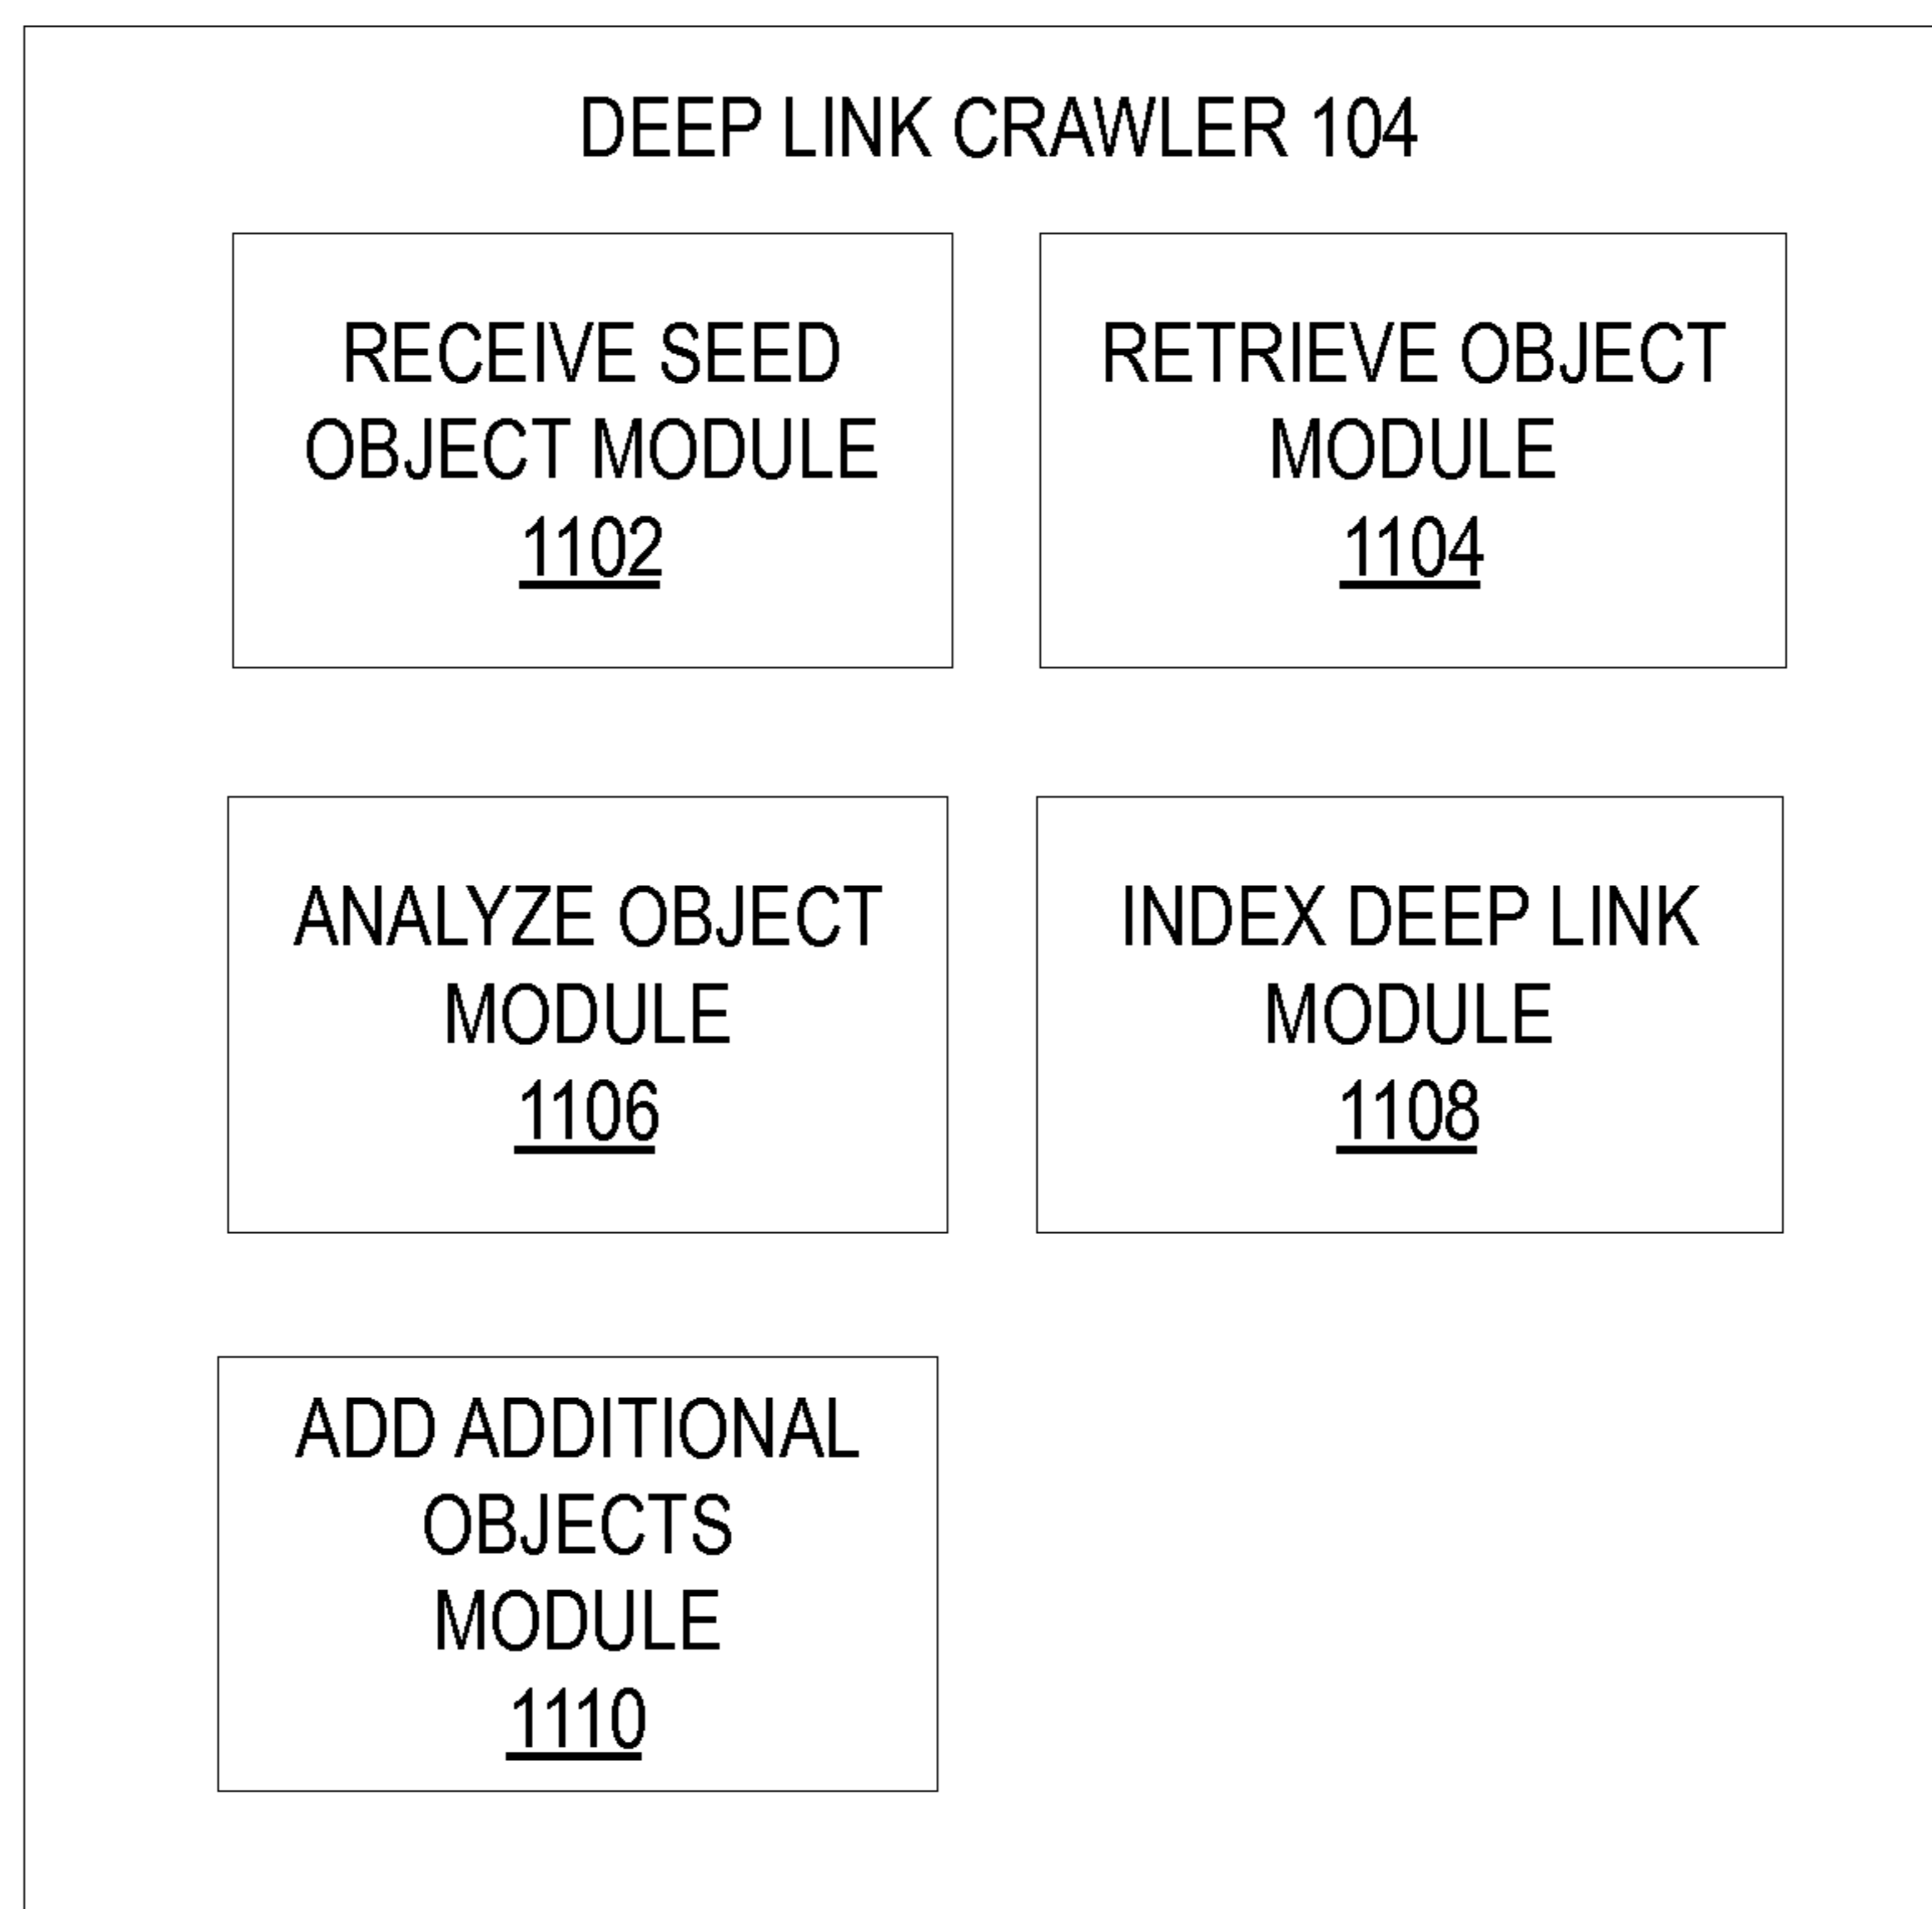 DEEP LINK CRAWLER 104
RECEIVE SEED
OBJECT MODULE
1102
RETRIEVE OBJECT
MODULE
1104
ANALYZE OBJECT
MODULE
1106
INDEX DEEP LINK
MODULE
1108
ADD ADDITIONAL
OBJECTS
MODULE
1110